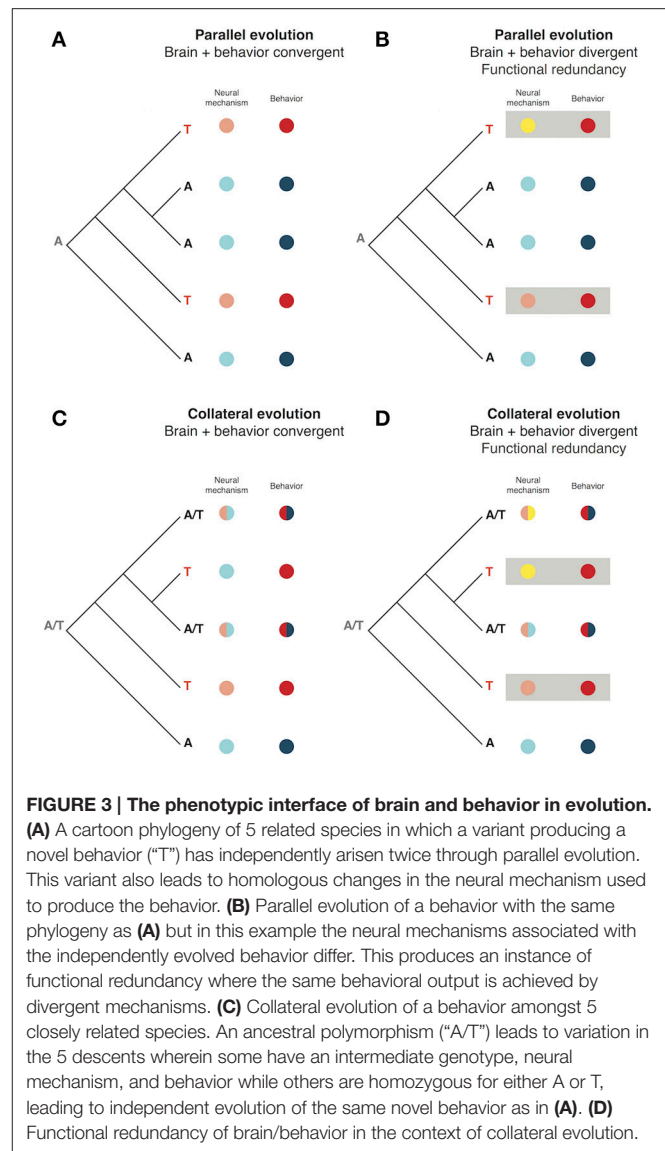 A
Parallel evolution
Brain + behavior convergent
Neural
mechanism
Behavior
T
A
A
A
T
A
B
Parallel evolution
Brain + behavior divergent
Functional redundancy
Neural
mechanism
Behavior
T
A
A
A
T
A
C
Collateral evolution
Brain + behavior convergent
Neural
mechanism
Behavior
A/T
T
A/T
A/T
T
A
D
Collateral evolution
Brain + behavior divergent
Functional redundancy
Neural
mechanism
Behavior
A/T
T
A/T
A/T
T
A
FIGURE 3 | The phenotypic interface of brain and behavior in evolution.
(A) A cartoon phylogeny of 5 related species in which a variant producing a
novel behavior (“T”) has independently arisen twice through parallel evolution.
This variant also leads to homologous changes in the neural mechanism used
to produce the behavior. (B) Parallel evolution of a behavior with the same
phylogeny as (A) but in this example the neural mechanisms associated with
the independently evolved behavior differ. This produces an instance of
functional redundancy where the same behavioral output is achieved by
divergent mechanisms. (C) Collateral evolution of a behavior amongst 5
closely related species. An ancestral polymorphism (“A/T”) leads to variation in
the 5 descents wherein some have an intermediate genotype, neural
mechanism, and behavior while others are homozygous for either A or T,
leading to independent evolution of the same novel behavior as in (A). (D)
Functional redundancy of brain/behavior in the context of collateral evolution.